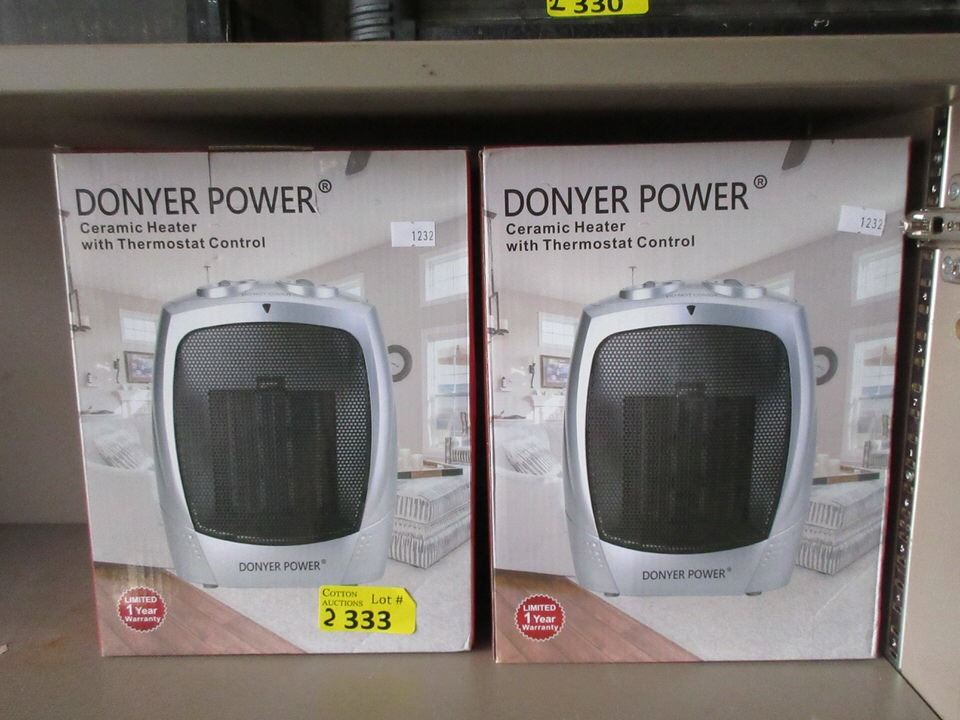 2 330
DONYER POWER®
Ceramic Heater
with Thermostat Control
1232
DONYER POWER®
LIMITED
1 Year
Warranty
COTTON
AUCTIONS
Lot #
2 333
DONYER POWER®
Ceramic Heater
with Thermostat Control
1232
DONYER POWER®
LIMITED
1 Year
Warranty